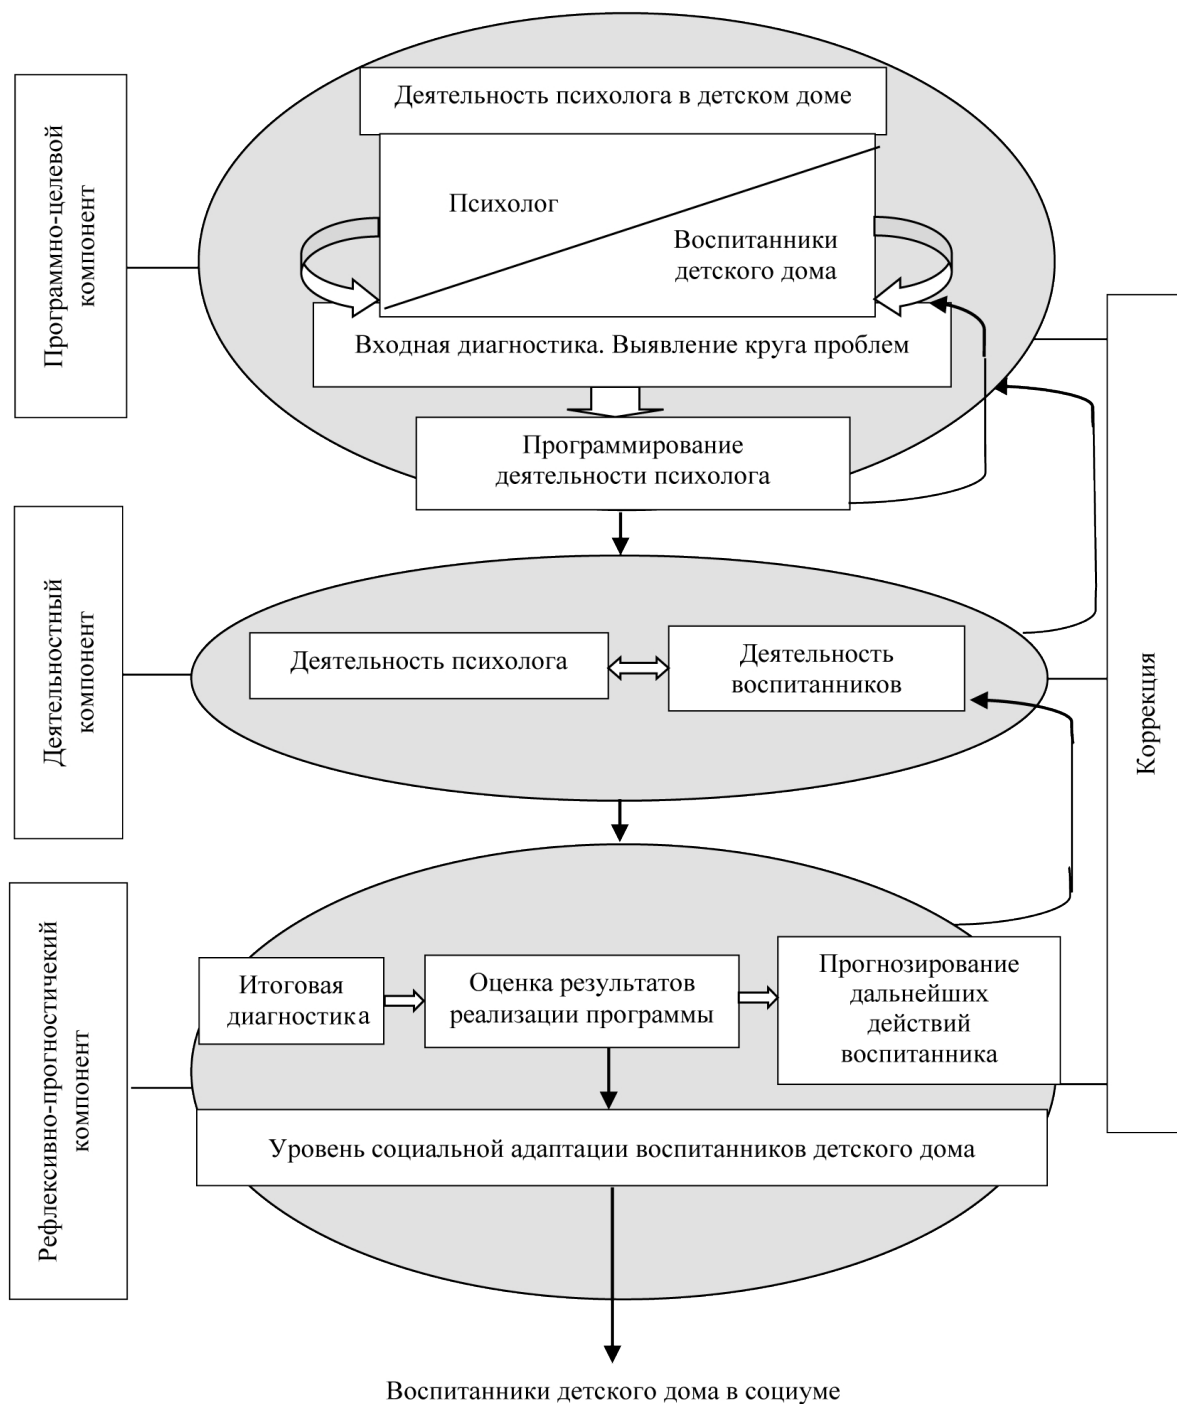 Деятельность психолога в детском доме
Программно-целевой
компонент
Психолог
Воспитанники
детского дома
Входная диагностика. Выявление круга проблем
Программирование
деятельности психолога
Деятельностный
компонент
Деятельность психолога
Деятельность
воспитанников
Коррекция
Рефлексивно-прогностичекий
компонент
Итоговая
диагностика
Оценка результатов
реализации программы
Прогнозирование
дальнейших
действий
воспитанника
Уровень социальной адаптации воспитанников детского дома
Воспитанники детского дома в социуме